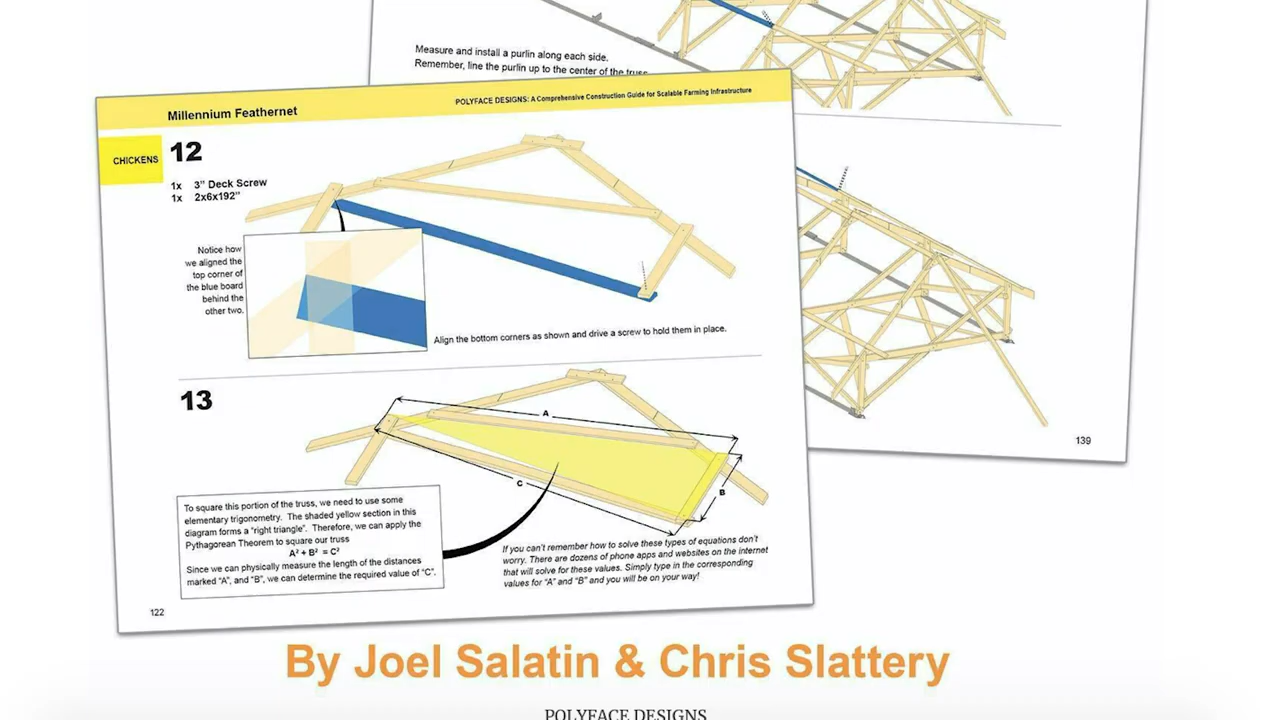 Measure and install a purlin along each side.
Remember, line the purlin up to the center of the truss
139
Millennium Feathernet
POLYFACE DESIGNS: A Comprehensive Construction Guide for Scalable Farming Infrastructure
CHICKENS
12
1x 3" Deck Screw
1x 2x6x192"
Notice how
we aligned the
top corner of
the blue board
behind the
other two.
Align the bottom corners as shown and drive a screw to hold them in place.
13
A
B
C
To square this portion of the truss, we need to use some
elementary trigonometry. The shaded yellow section in this
diagram forms a "right triangle". Therefore, we can apply the
Pythagorean Theorem to square our truss
A² + B² = C²
Since we can physically measure the length of the distances
marked "A", and "B", we can determine the required value of "C".
If you can't remember how to solve these types of equations don't
worry. There are dozens of phone apps and websites on the internet
that will solve for these values. Simply type in the corresponding
values for "A" and "B" and you will be on your way!
122
By Joel Salatin & Chris Slattery
POLYFACE DESIGNS